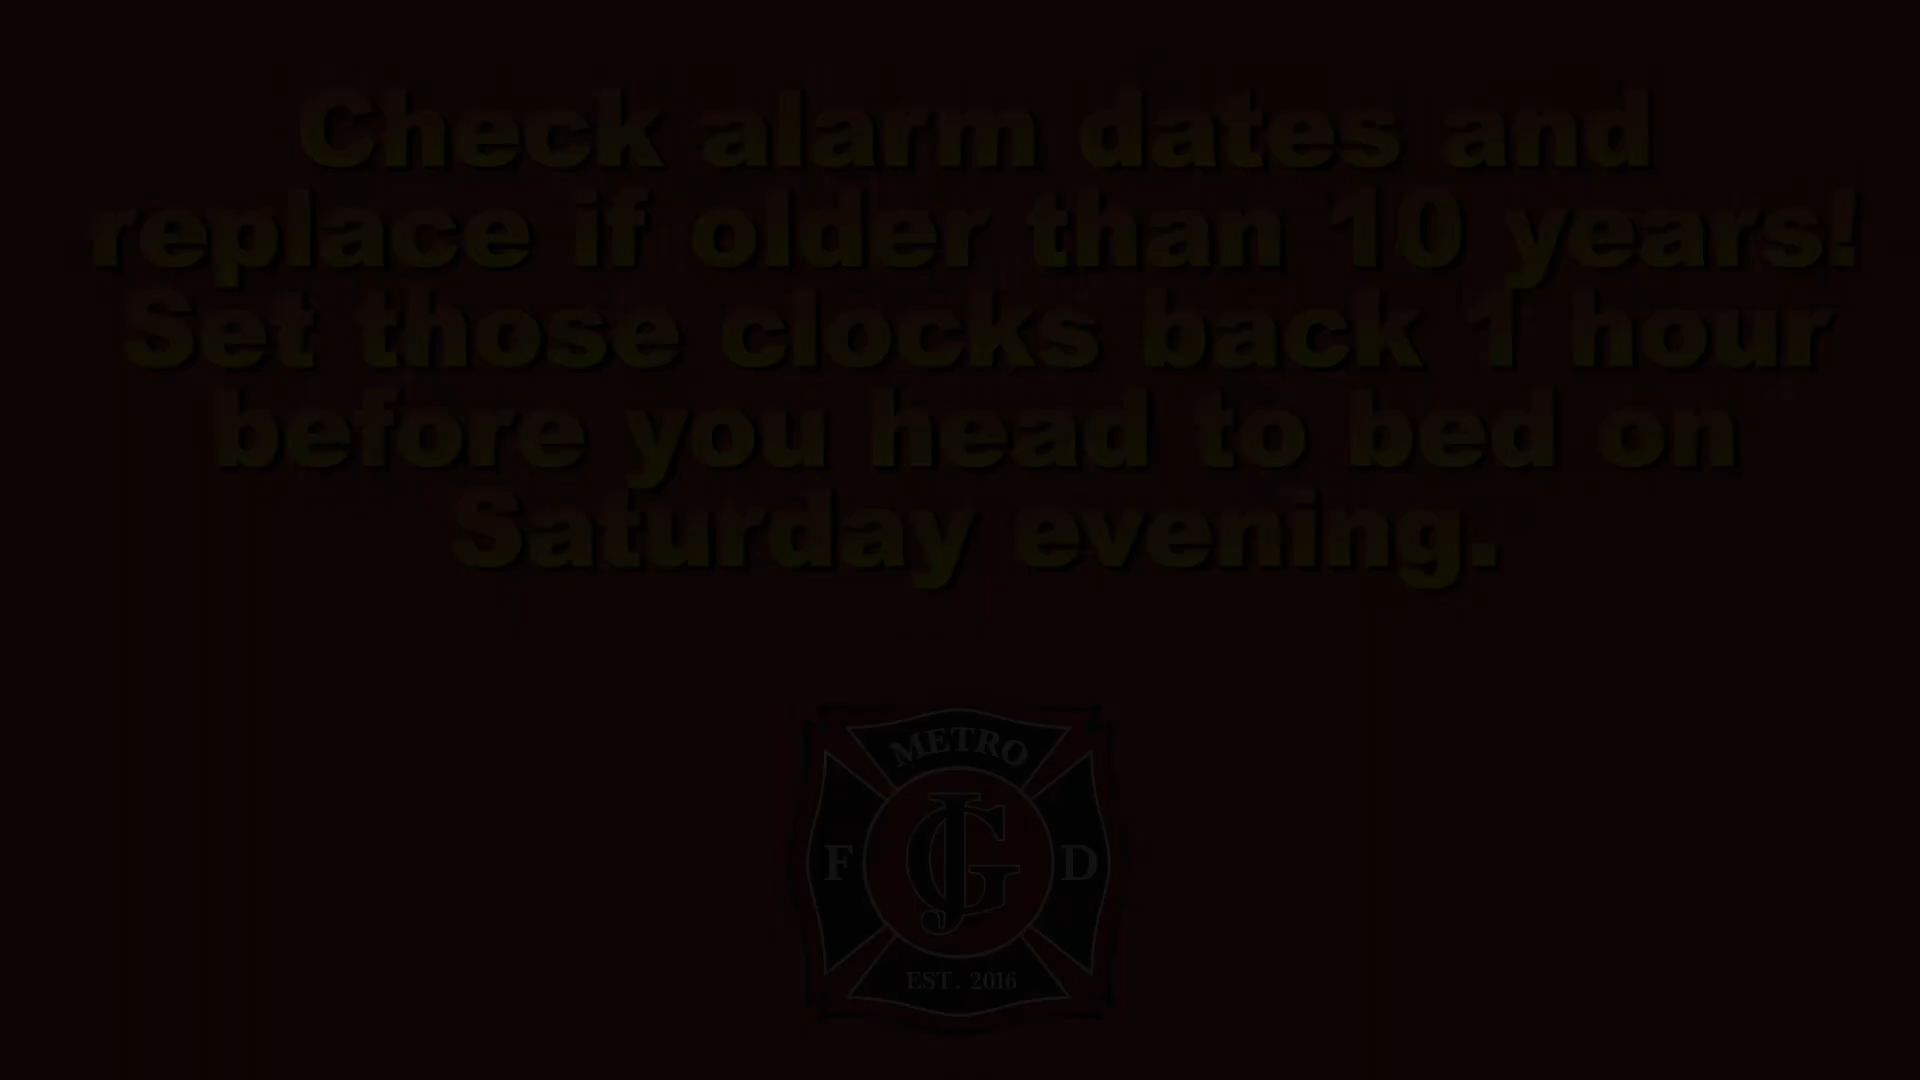 Check alarm dates and
replace if older than 10 years!
Set those clocks back 1 hour
before you head to bed on
Saturday evening.
METRO
F JG D
EST. 2016